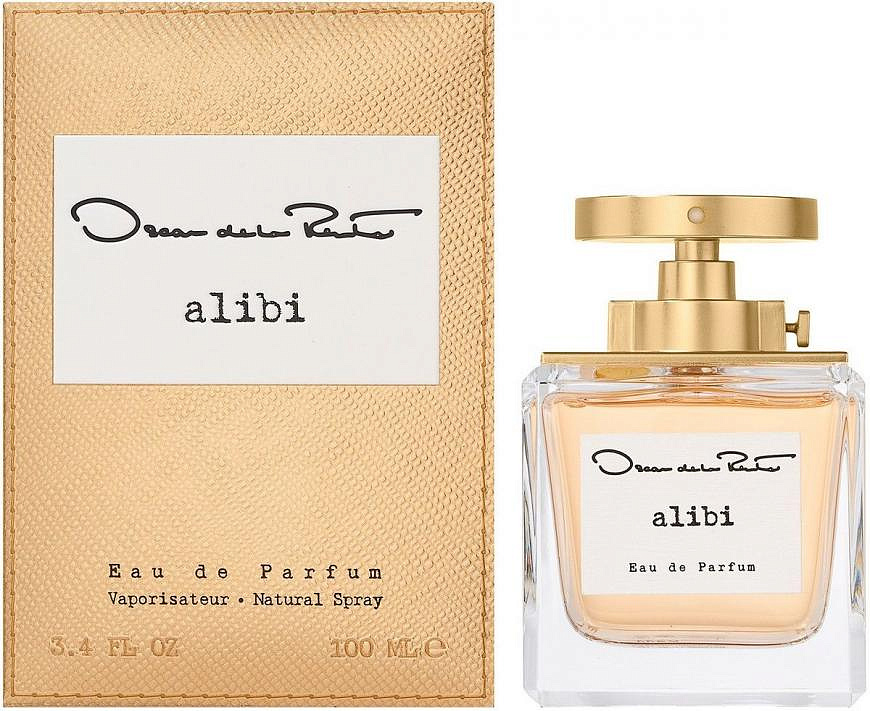 Oscar de la Renta
alibi
Eau de Parfum
Vaporisateur • Natural Spray
3.4 FL OZ 100 ML e
Oscar de la Renta
alibi
Eau de Parfum